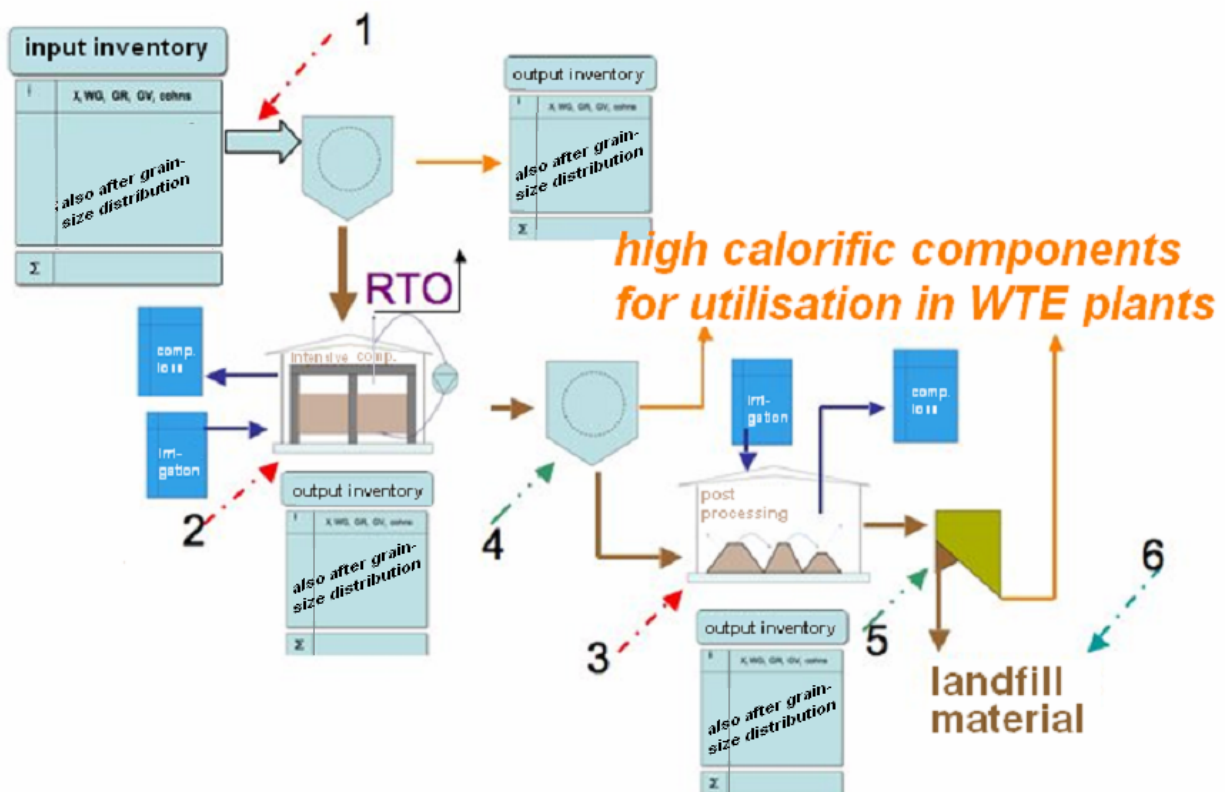 1
input inventory
i X, WG, GR, GV, cohns
also after grain-
size distribution
Σ
output inventory
i X, WG, GR, GV, cohns
also after grain-
size distribution
Σ
high calorific components
for utilisation in WTE plants
RTO
comp.
loss
intensive comp.
irri-
gation
2
output inventory
i X, WG, GR, GV, cohns
also after grain-
size distribution
Σ
4
irri-
gation
comp.
loss
post
processing
3
output inventory
i X, WG, GR, GV, cohns
also after grain-
size distribution
Σ
5
6
landfill
material